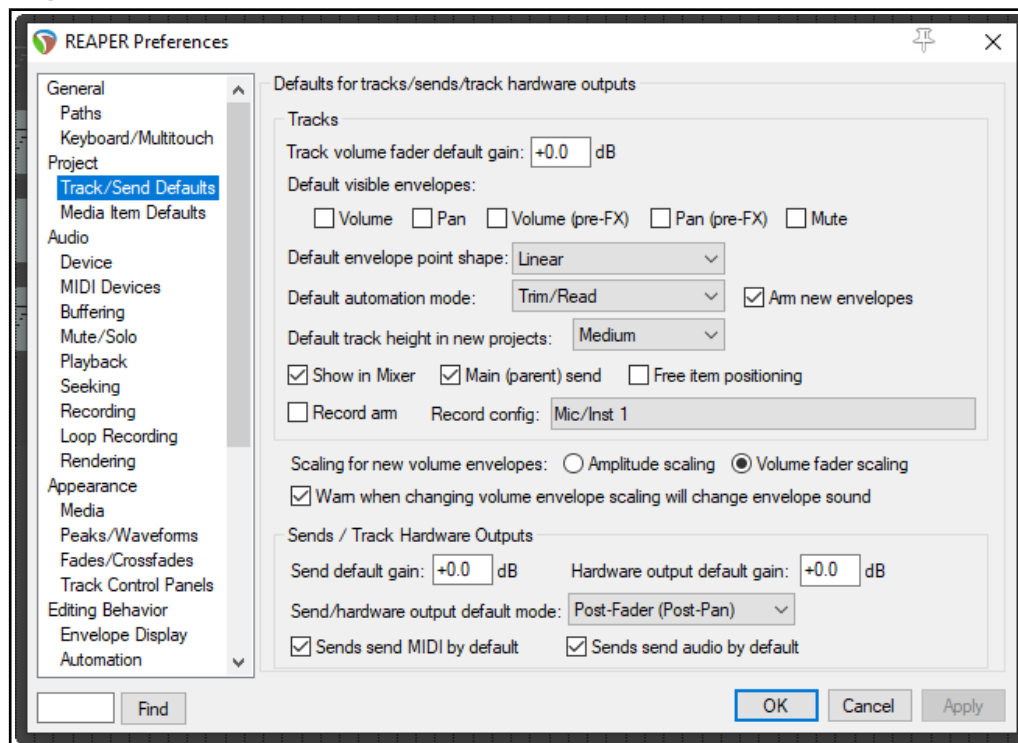 REAPER Preferences
General
Paths
Keyboard/Multitouch
Project
Track/Send Defaults
Media Item Defaults
Audio
Device
MIDI Devices
Buffering
Mute/Solo
Playback
Seeking
Recording
Loop Recording
Rendering
Appearance
Media
Peaks/Waveforms
Fades/Crossfades
Track Control Panels
Editing Behavior
Envelope Display
Automation
Find
Defaults for tracks/sends/track hardware outputs
Tracks
Track volume fader default gain: +0.0 dB
Default visible envelopes:
Volume Pan Volume (pre-FX) Pan (pre-FX) Mute
Default envelope point shape: Linear
Default automation mode: Trim/Read Arm new envelopes
Default track height in new projects: Medium
Show in Mixer Main (parent) send Free item positioning
Record arm Record config: Mic/Inst 1
Scaling for new volume envelopes: Amplitude scaling Volume fader scaling
Warn when changing volume envelope scaling will change envelope sound
Sends / Track Hardware Outputs
Send default gain: +0.0 dB Hardware output default gain: +0.0 dB
Send/hardware output default mode: Post-Fader (Post-Pan)
Sends send MIDI by default Sends send audio by default
OK Cancel Apply